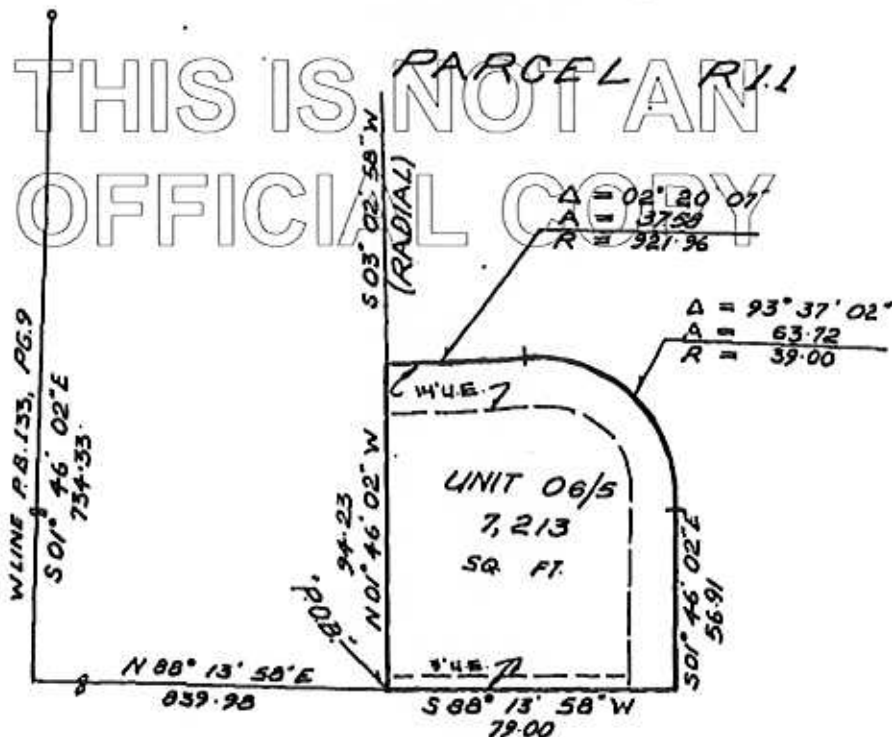 THIS IS NOT AN
OFFICIAL COPY
PARCEL R1.1
S 03° 02' 58" W
(RADIAL)
Δ = 02° 20' 07"
A = 37.58
R = 921.96
Δ = 93° 37' 02"
A = 63.72
R = 39.00
W LINE P.B. 133, PG. 9
S 01° 46' 02" E
734.33
14' U.E.
94.23
N 01° 46' 02" W
UNIT 06/5
7,213
SQ. FT.
S 01° 46' 02" E
56.91
P.O.B.
N 88° 13' 58" E
839.98
U.E.
S 88° 13' 58" W
79.00